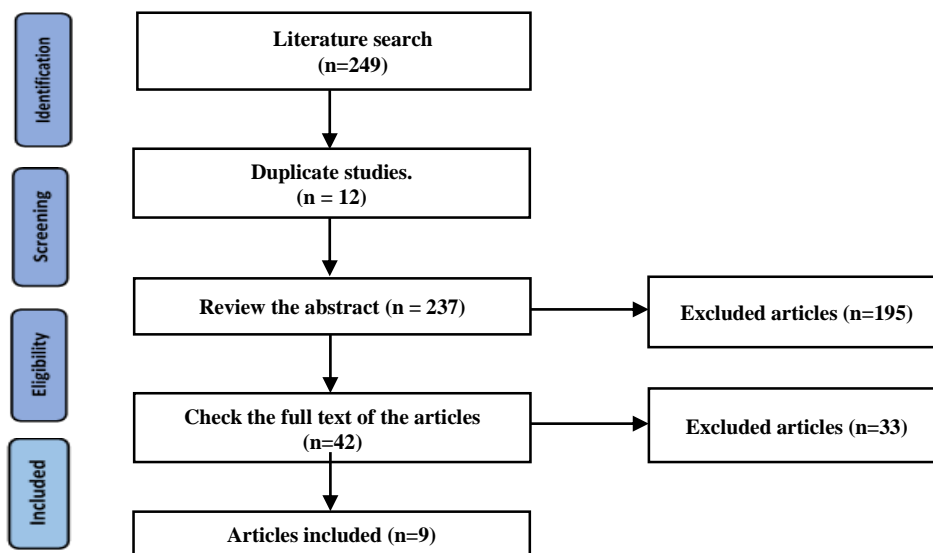 Identification
Literature search
(n=249)
Duplicate studies.
(n = 12)
Screening
Review the abstract (n = 237)
Excluded articles (n=195)
Eligibility
Check the full text of the articles
(n=42)
Excluded articles (n=33)
Included
Articles included (n=9)